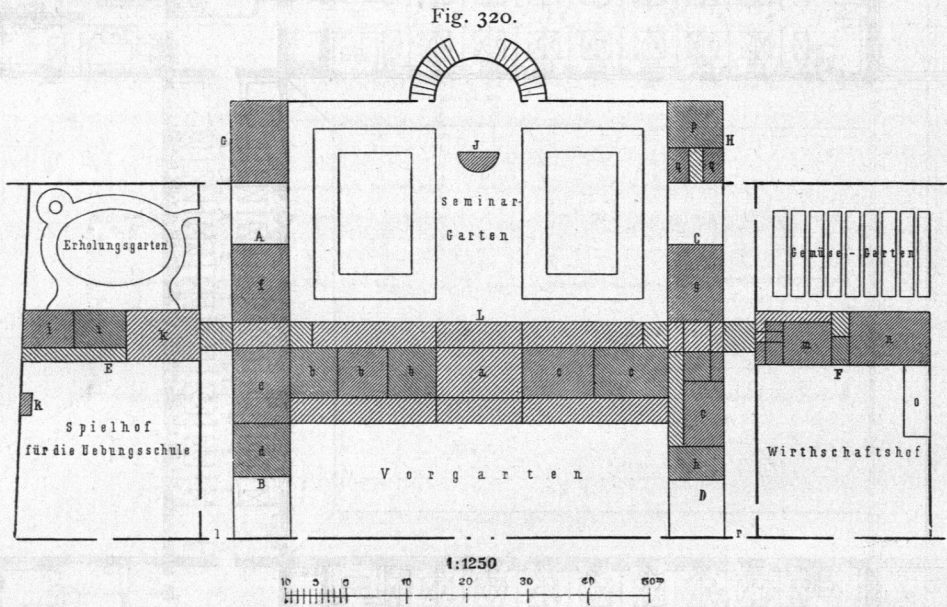 Fig. 320.
G
H
p
q
q
J
Seminar-
Garten
A
C
Erholungsgarten
Gemüse-Garten
f
g
L
i
i
k
m
n
E
F
c
b
b
b
a
c
c
e
o
k
Spielhof
für die Uebungsschule
d
h
Wirthschaftshof
Vorgarten
B
D
l
r
1:1250
10
5
0
10
20
30
40
50m